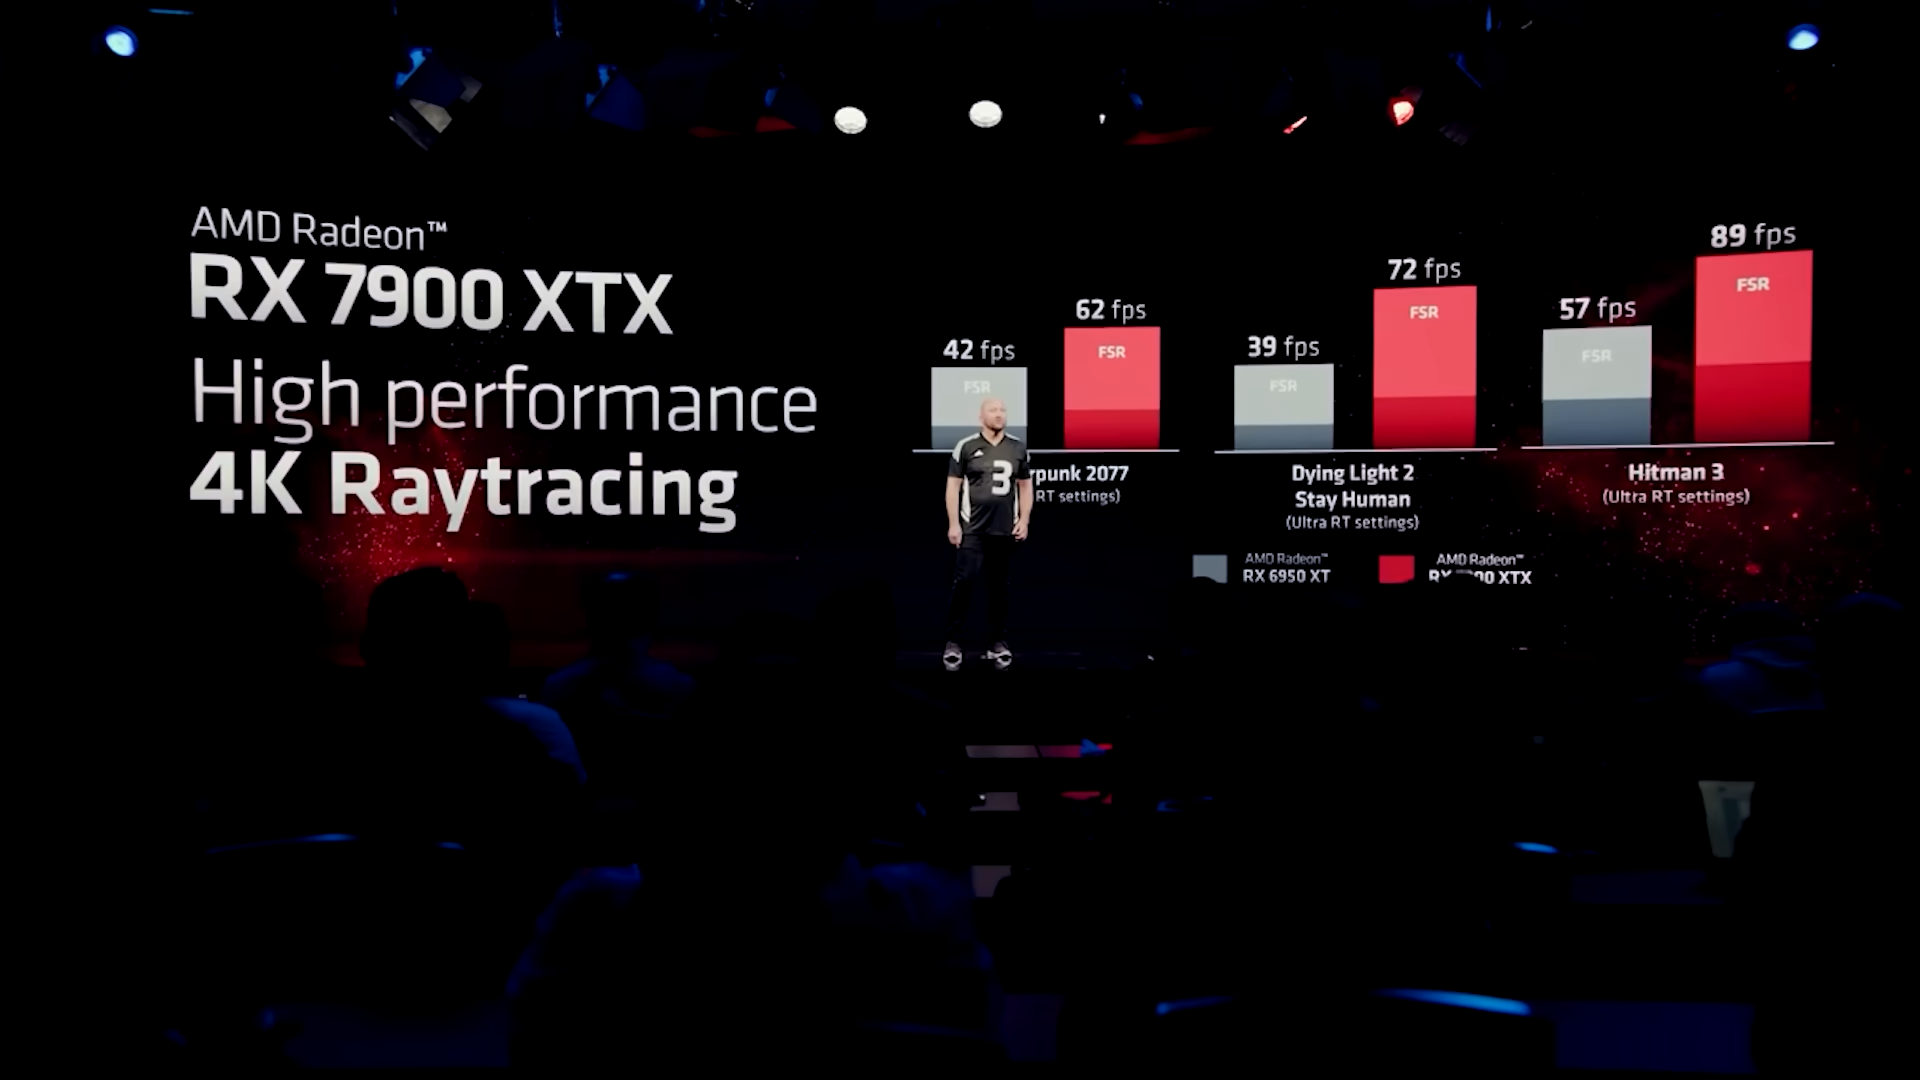 AMD Radeon™
RX 7900 XTX
High performance
4K Raytracing
42 fps
FSR
62 fps
FSR
rpunk 2077
RT settings)
39 fps
FSR
72 fps
FSR
Dying Light 2
Stay Human
(Ultra RT settings)
57 fps
FSR
89 fps
FSR
Hitman 3
(Ultra RT settings)
AMD Radeon™
RX 6950 XT
AMD Radeon™
00 XTX
3